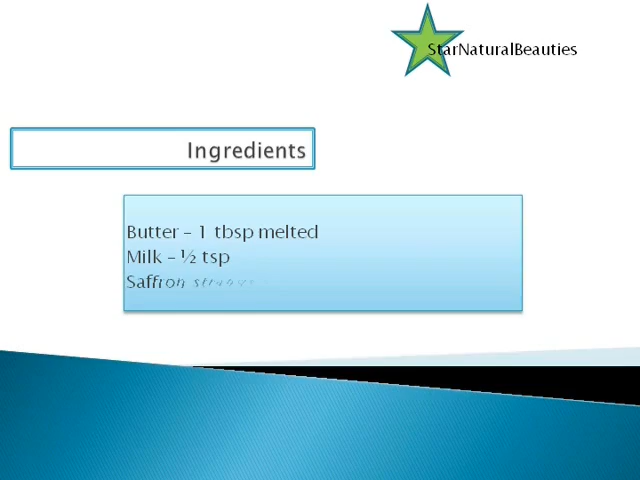 StarNaturalBeauties
Ingredients
Butter – 1 tbsp melted
Milk – ½ tsp
Saffron